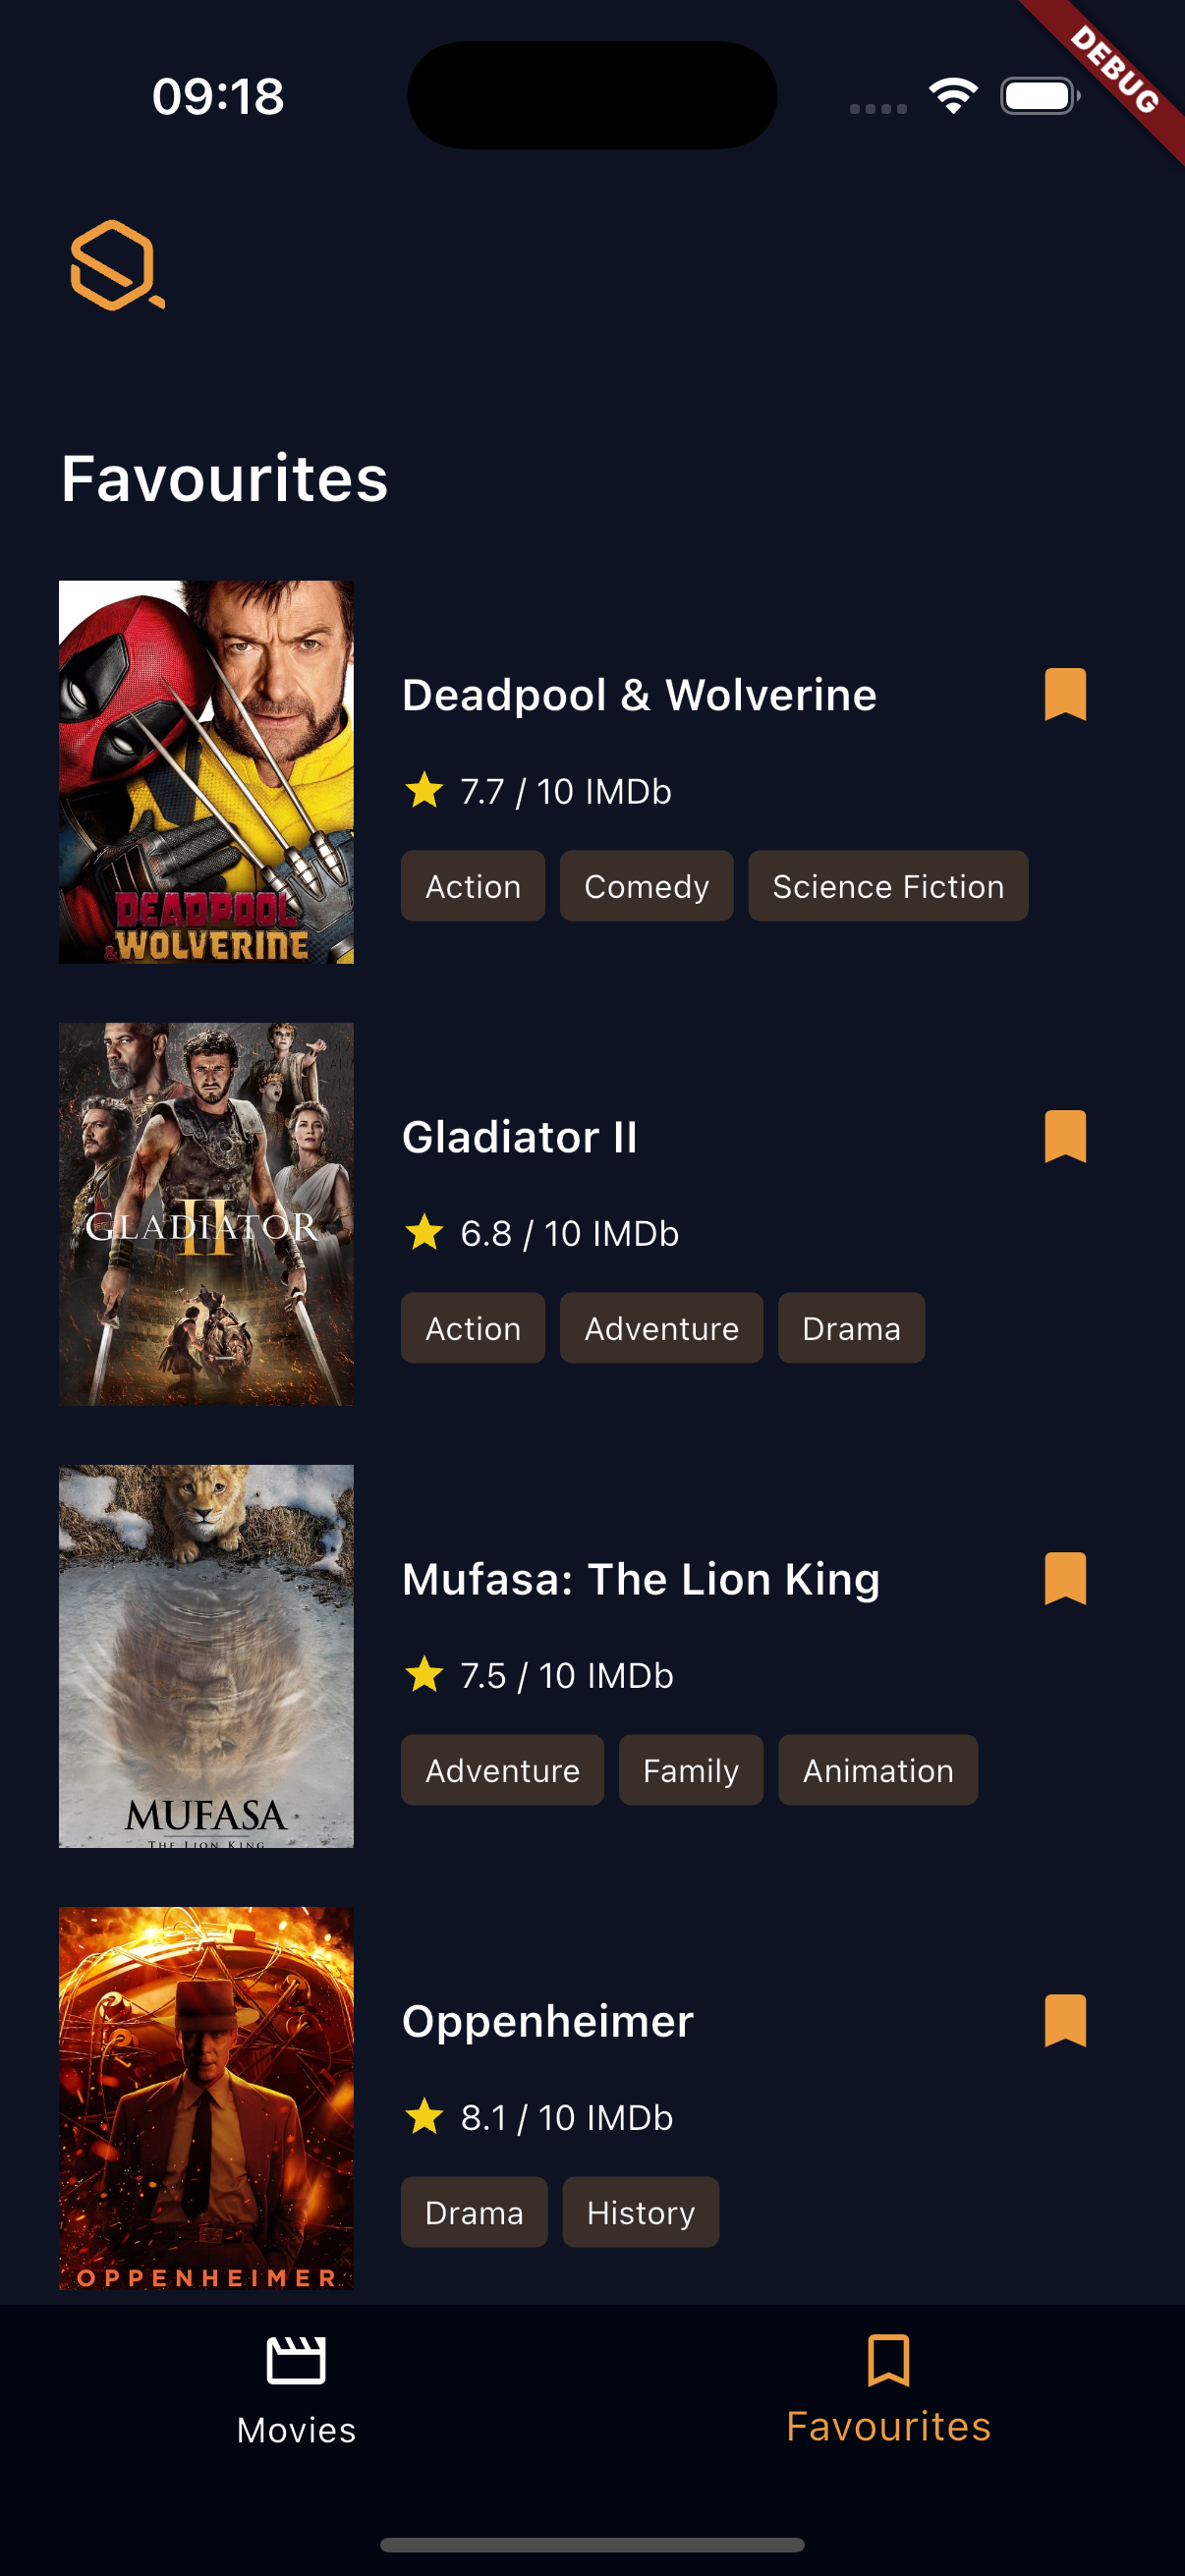 09:18
DEBUG
Favourites
DEADPOOL
&WOLVERINE
Deadpool & Wolverine
7.7 / 10 IMDb
Action Comedy Science Fiction
GLADIATOR
II
Gladiator II
6.8 / 10 IMDb
Action Adventure Drama
MUFASA
THE LION KING
Mufasa: The Lion King
7.5 / 10 IMDb
Adventure Family Animation
OPPENHEIMER
Oppenheimer
8.1 / 10 IMDb
Drama History
Movies Favourites